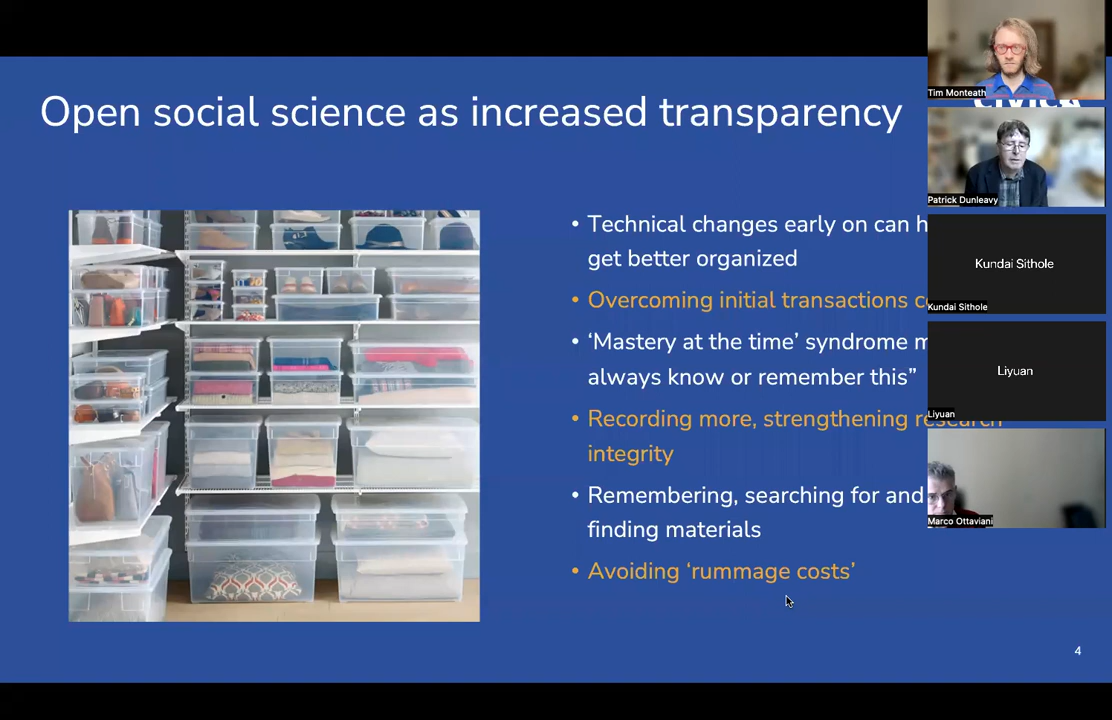 Open social science as increased transparency
• Technical changes early on can
get better organized
• Overcoming initial transactions
• ‘Mastery at the time’ syndrome
always know or remember this”
• Recording more, strengthening research
integrity
• Remembering, searching for and
finding materials
• Avoiding ‘rummage costs’
4
Tim Monteath
Patrick Dunleavy
Kundai Sithole
Kundai Sithole
Liyuan
Liyuan
Marco Ottaviani